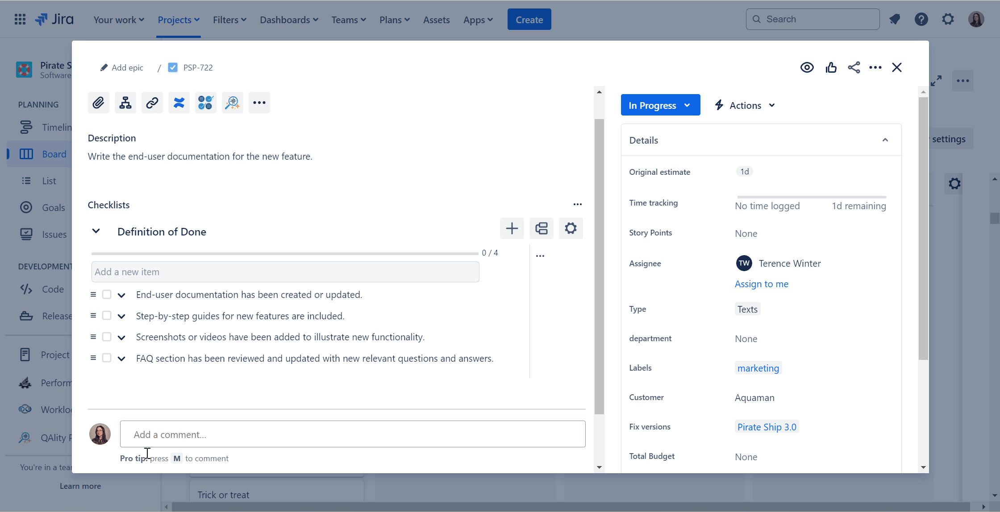 Jira
Your work
Projects
Filters
Dashboards
Teams
Plans
Assets
Apps
Create
Search
Pirate S
Software
PLANNING
Timelin
Board
List
Goals
Issues
DEVELOPMENT
Code
Release
Project
Perform
Worklo
QAlity P
You're in a tea
Learn more
Add epic / PSP-722
Description
Write the end-user documentation for the new feature.
Checklists
Definition of Done
0 / 4
Add a new item
End-user documentation has been created or updated.
Step-by-step guides for new features are included.
Screenshots or videos have been added to illustrate new functionality.
FAQ section has been reviewed and updated with new relevant questions and answers.
Add a comment...
Pro tip: press M to comment
In Progress
Actions
Details
Original estimate 1d
Time tracking No time logged 1d remaining
Story Points None
Assignee TW Terence Winter
Assign to me
Type Texts
department None
Labels marketing
Customer Aquaman
Fix versions Pirate Ship 3.0
Total Budget None
settings
Trick or treat